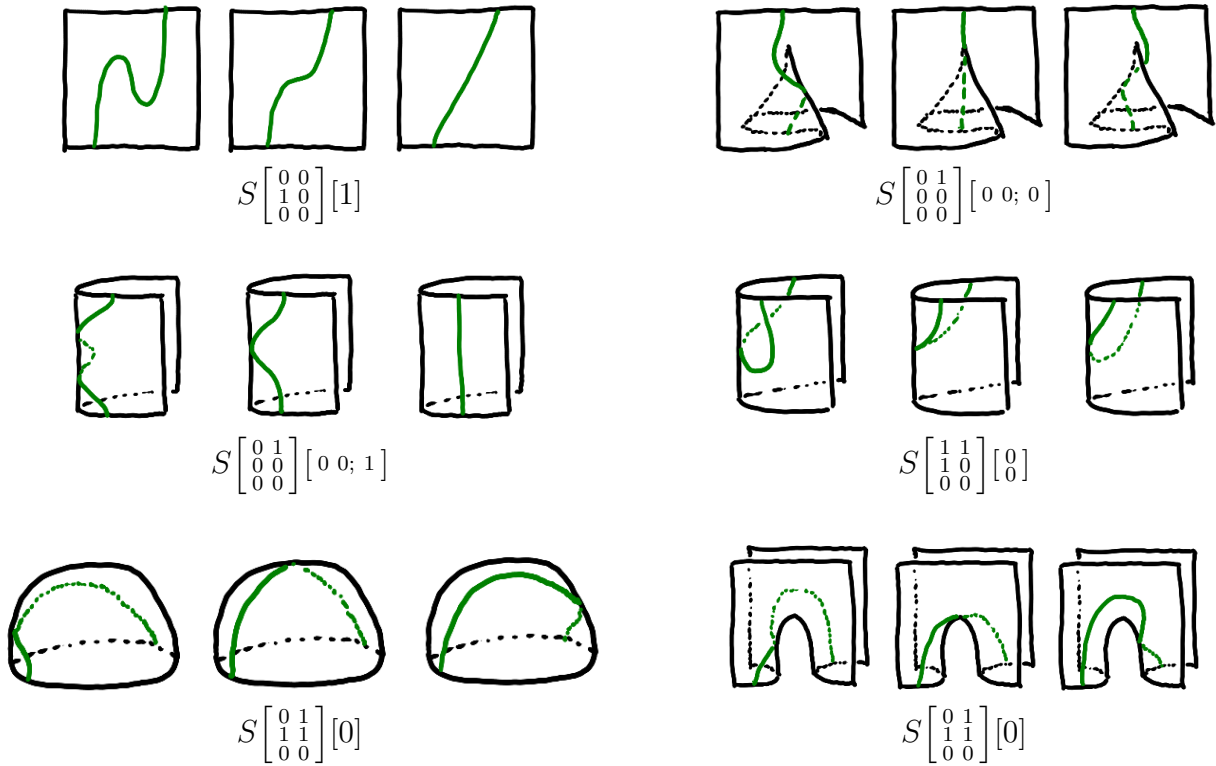 S[0 0; 1 0; 0 0][1]
S[0 1; 0 0; 0 0][0 0; 0]
S[0 1; 0 0; 0 0][0 0; 1]
S[1 1; 1 0; 0 0][0; 0]
S[0 1; 1 1; 0 0][0]
S[0 1; 1 1; 0 0][0]